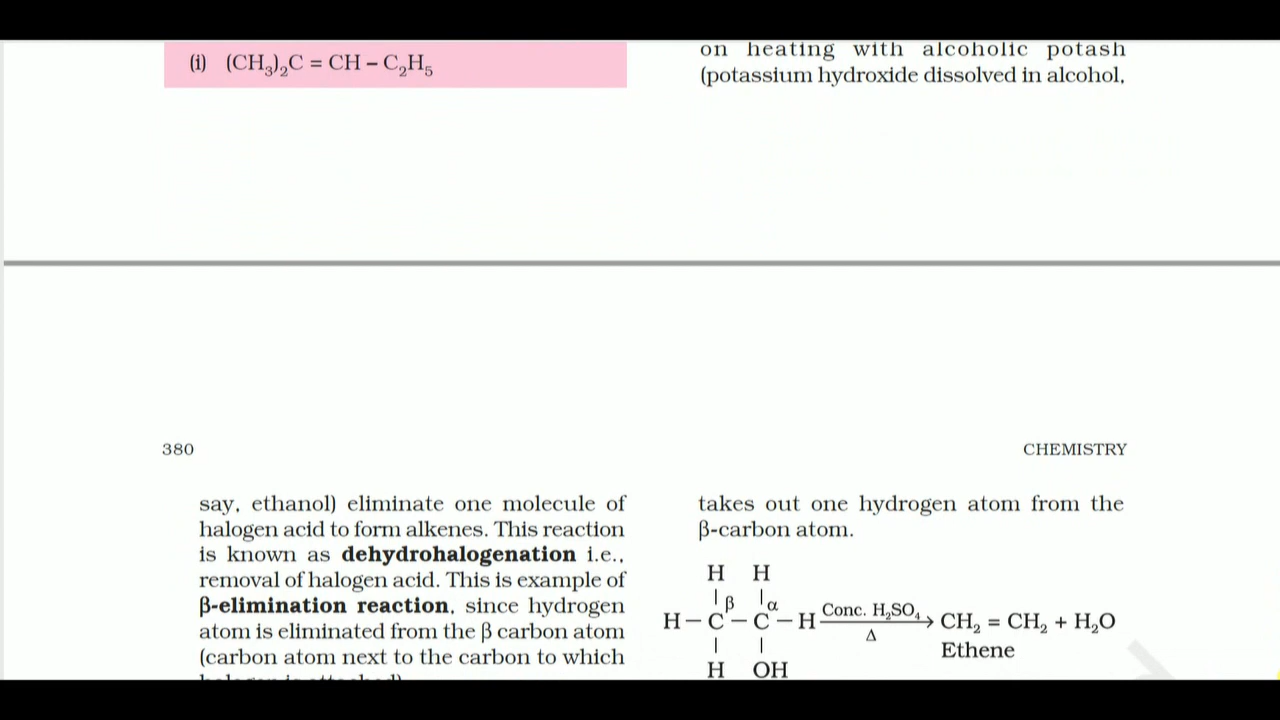 (i) (CH₃)₂C = CH – C₂H₅
on heating with alcoholic potash
(potassium hydroxide dissolved in alcohol,
380
CHEMISTRY
say, ethanol) eliminate one molecule of
halogen acid to form alkenes. This reaction
is known as dehydrohalogenation i.e.,
removal of halogen acid. This is example of
β-elimination reaction, since hydrogen
atom is eliminated from the β carbon atom
(carbon atom next to the carbon to which
takes out one hydrogen atom from the
β-carbon atom.
H H
β α
H – C – C – H Conc. H₂SO₄ → CH₂ = CH₂ + H₂O
Δ
Ethene
H OH